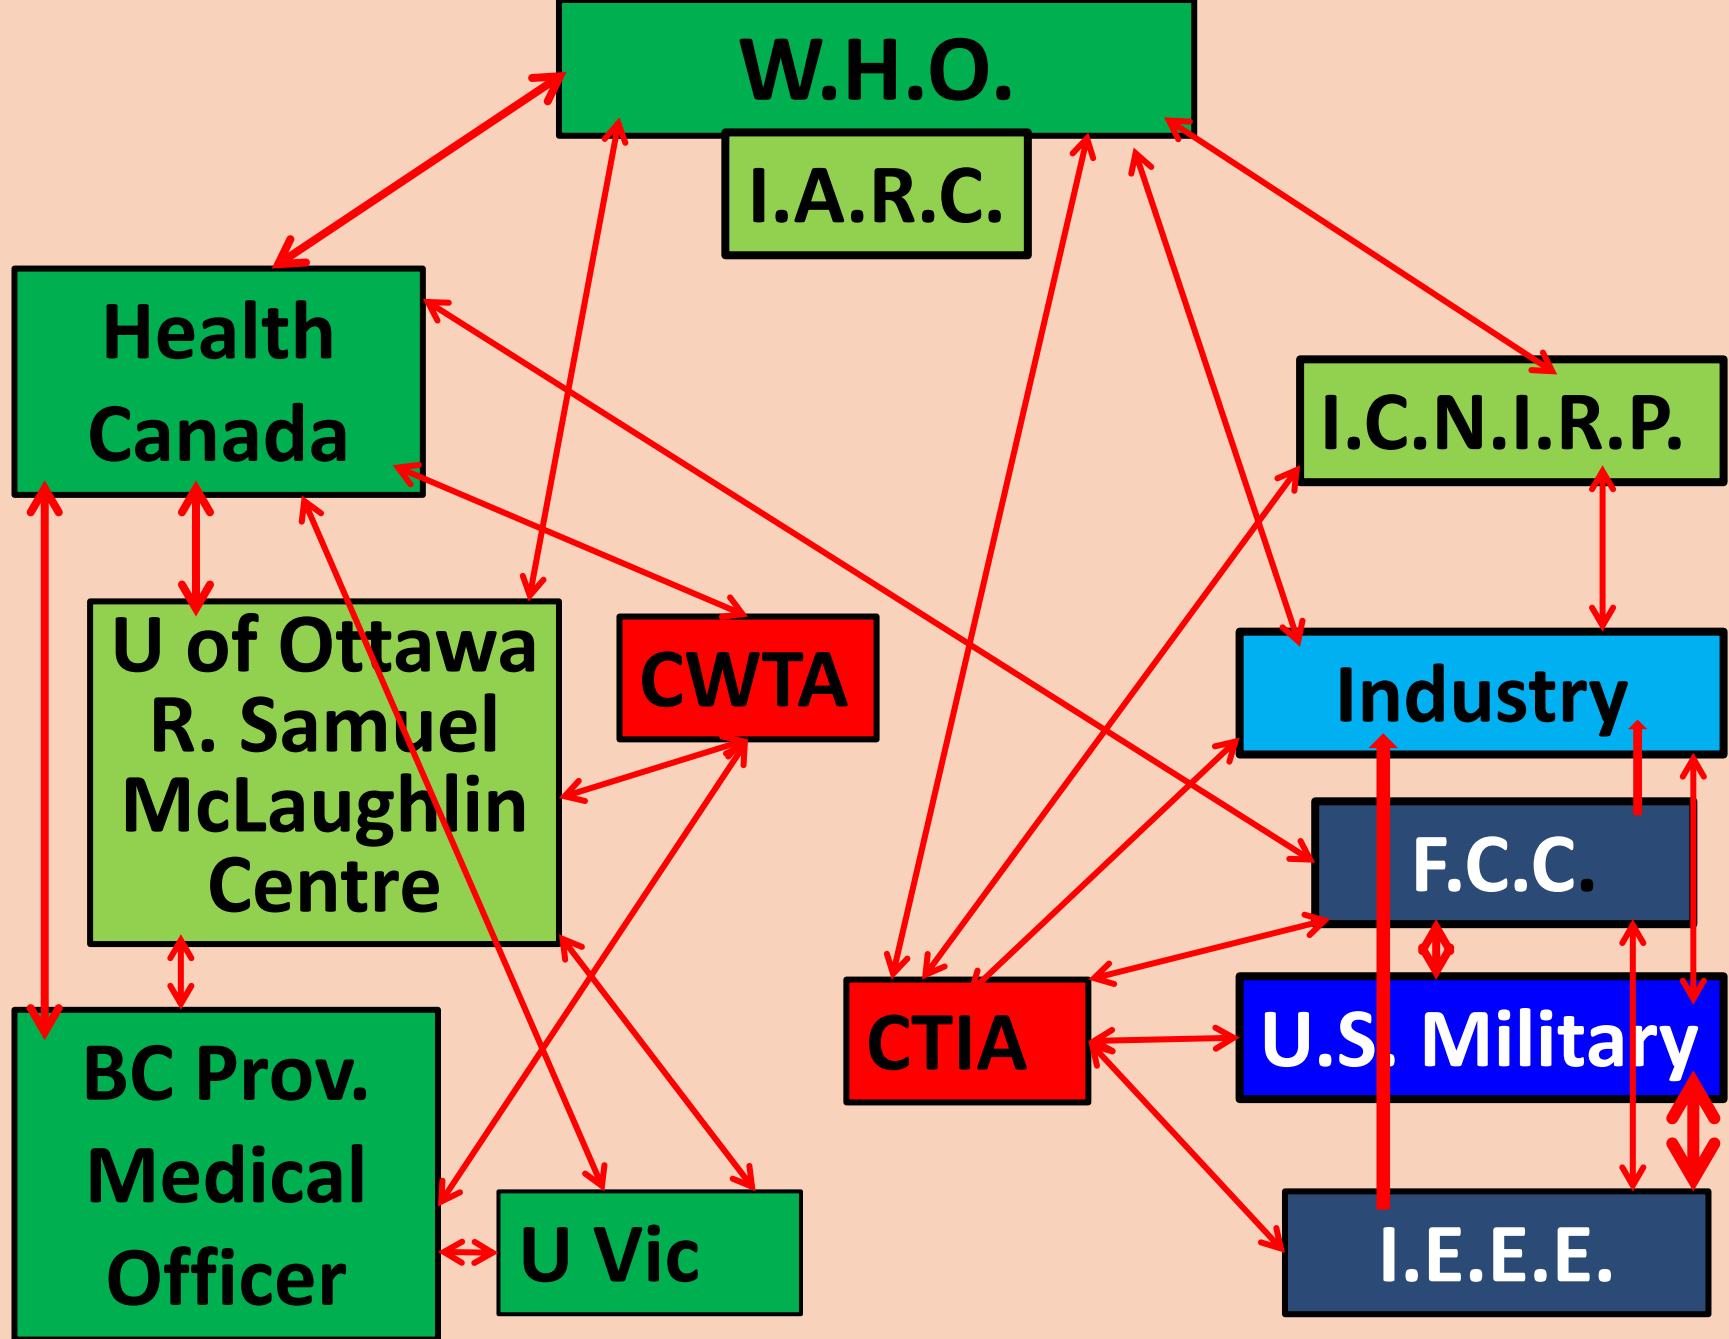 W.H.O.
I.A.R.C.
Health
Canada
I.C.N.I.R.P.
U of Ottawa
R. Samuel
McLaughlin
Centre
CWTA
Industry
F.C.C.
CTIA
U.S. Military
BC Prov.
Medical
Officer
U Vic
I.E.E.E.